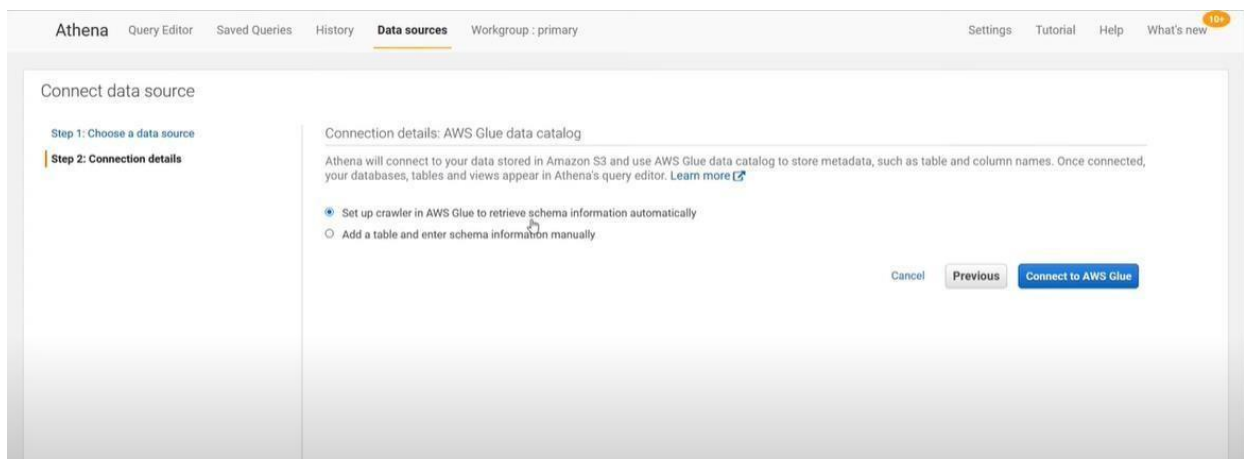 Athena Query Editor Saved Queries History Data sources Workgroup : primary Settings Tutorial Help What's new 10+
Connect data source
Step 1: Choose a data source
Step 2: Connection details
Connection details: AWS Glue data catalog
Athena will connect to your data stored in Amazon S3 and use AWS Glue data catalog to store metadata, such as table and column names. Once connected,
your databases, tables and views appear in Athena's query editor. Learn more
Set up crawler in AWS Glue to retrieve schema information automatically
Add a table and enter schema information manually
Cancel Previous Connect to AWS Glue